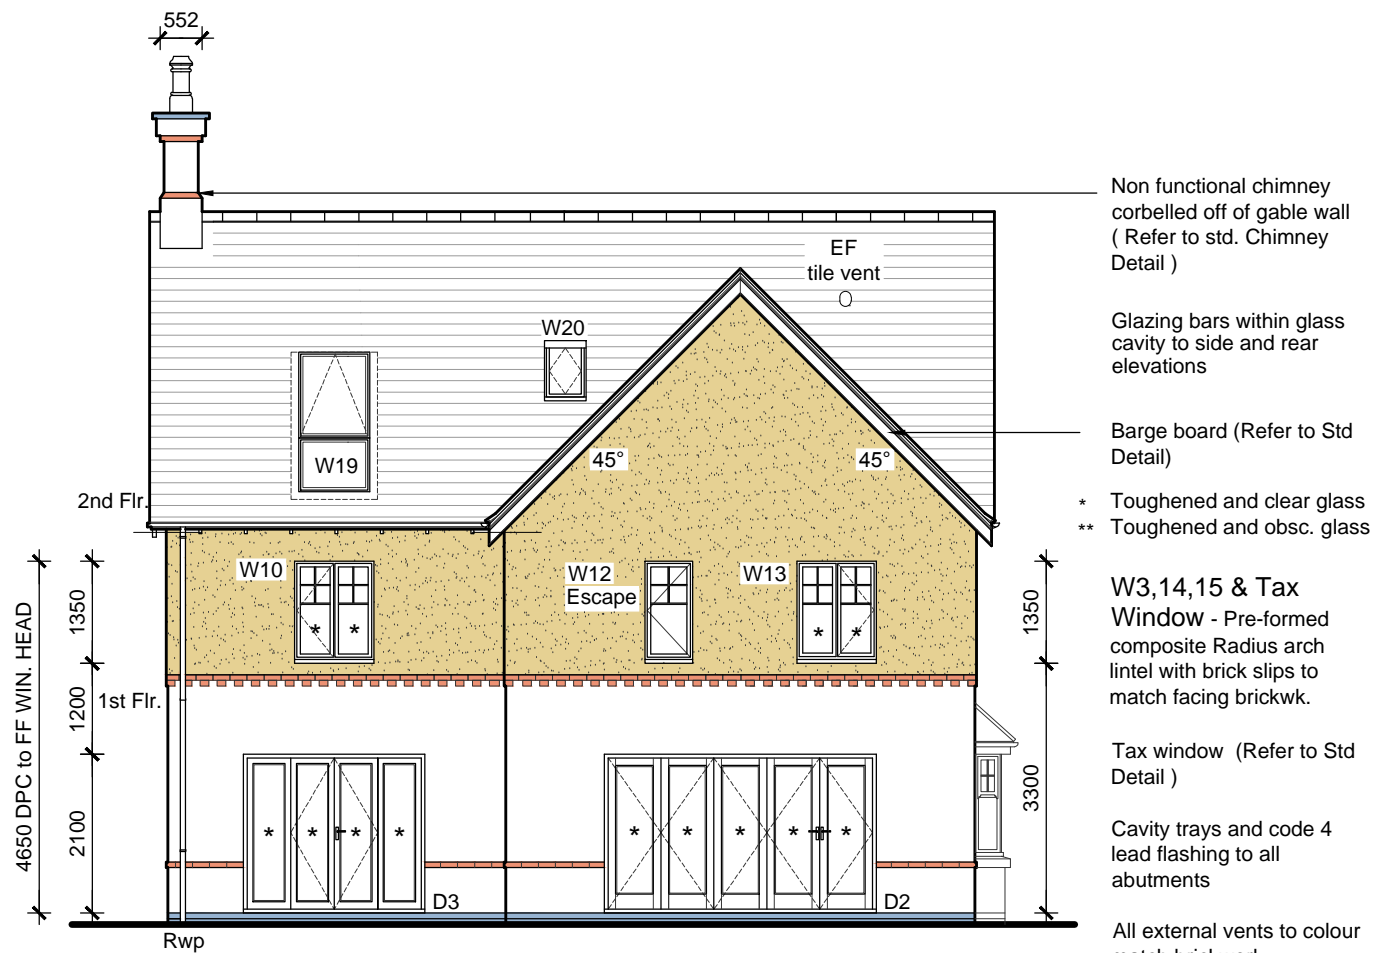 552
Non functional chimney
corbelled off of gable wall
( Refer to std. Chimney
Detail )
EF
tile vent
Glazing bars within glass
cavity to side and rear
elevations
W20
W19
Barge board (Refer to Std
Detail)
45°
45°
2nd Flr.
* Toughened and clear glass
** Toughened and obsc. glass
W10
W12
Escape
W13
1350
1350
W3,14,15 & Tax
Window - Pre-formed
composite Radius arch
lintel with brick slips to
match facing brickwk.
* *
* *
4650 DPC to FF WIN. HEAD
1200
1st Flr.
Tax window (Refer to Std
Detail )
2100
3300
* * * *
* * * * *
Cavity trays and code 4
lead flashing to all
abutments
D3
D2
Rwp
All external vents to colour